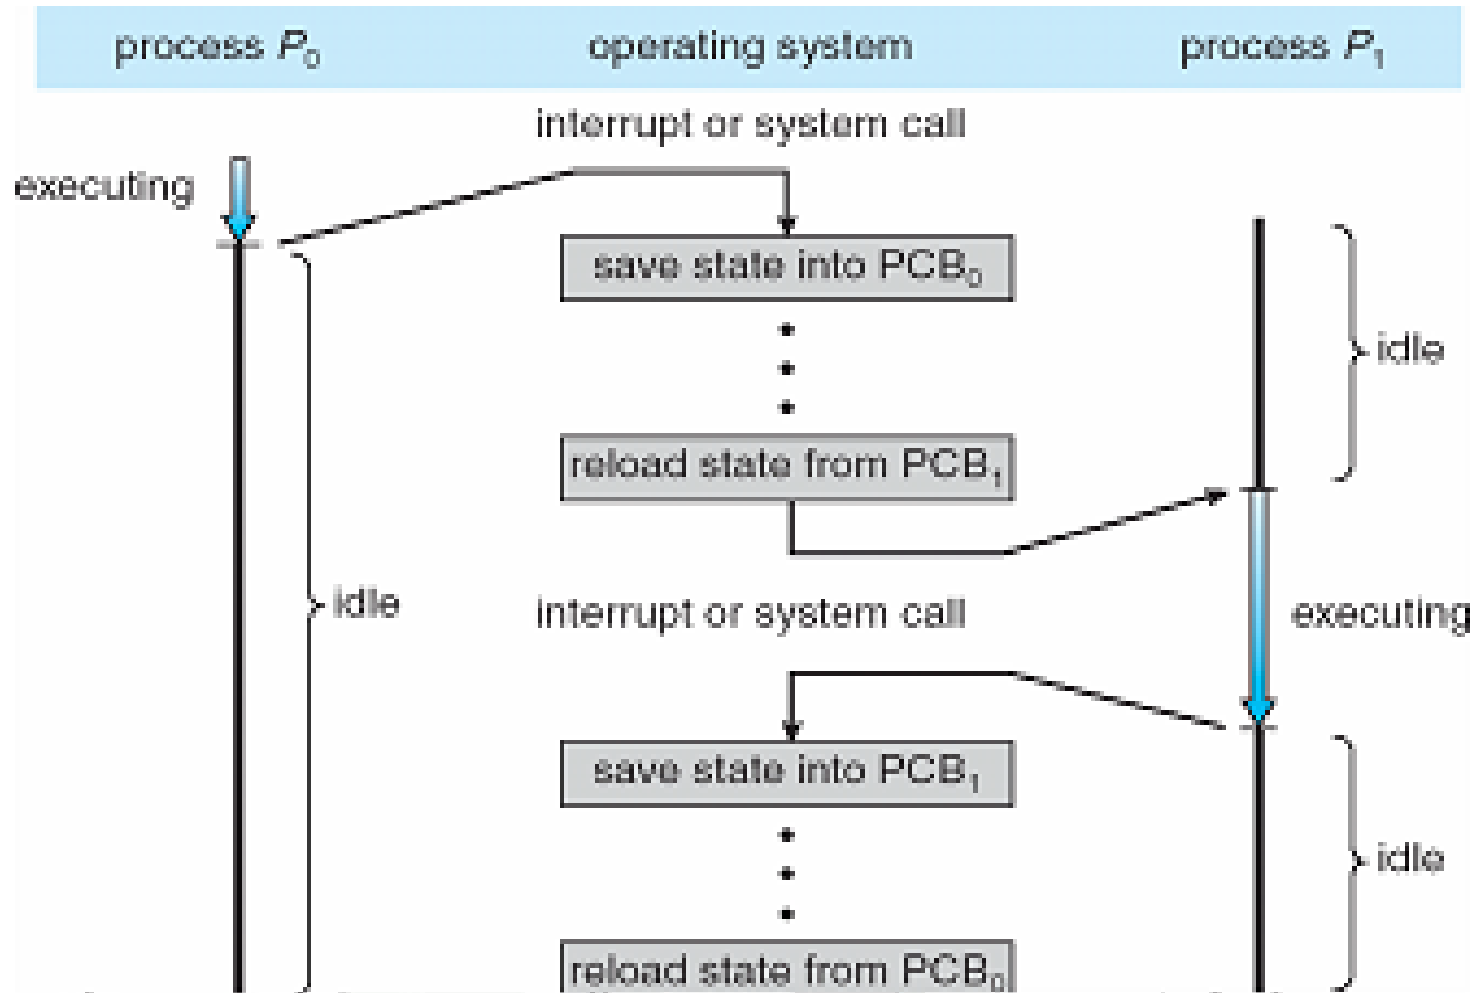 process P0 operating system process P1
interrupt or system call
executing
save state into PCB0
idle
reload state from PCB1
idle
interrupt or system call
executing
save state into PCB1
idle
reload state from PCB0